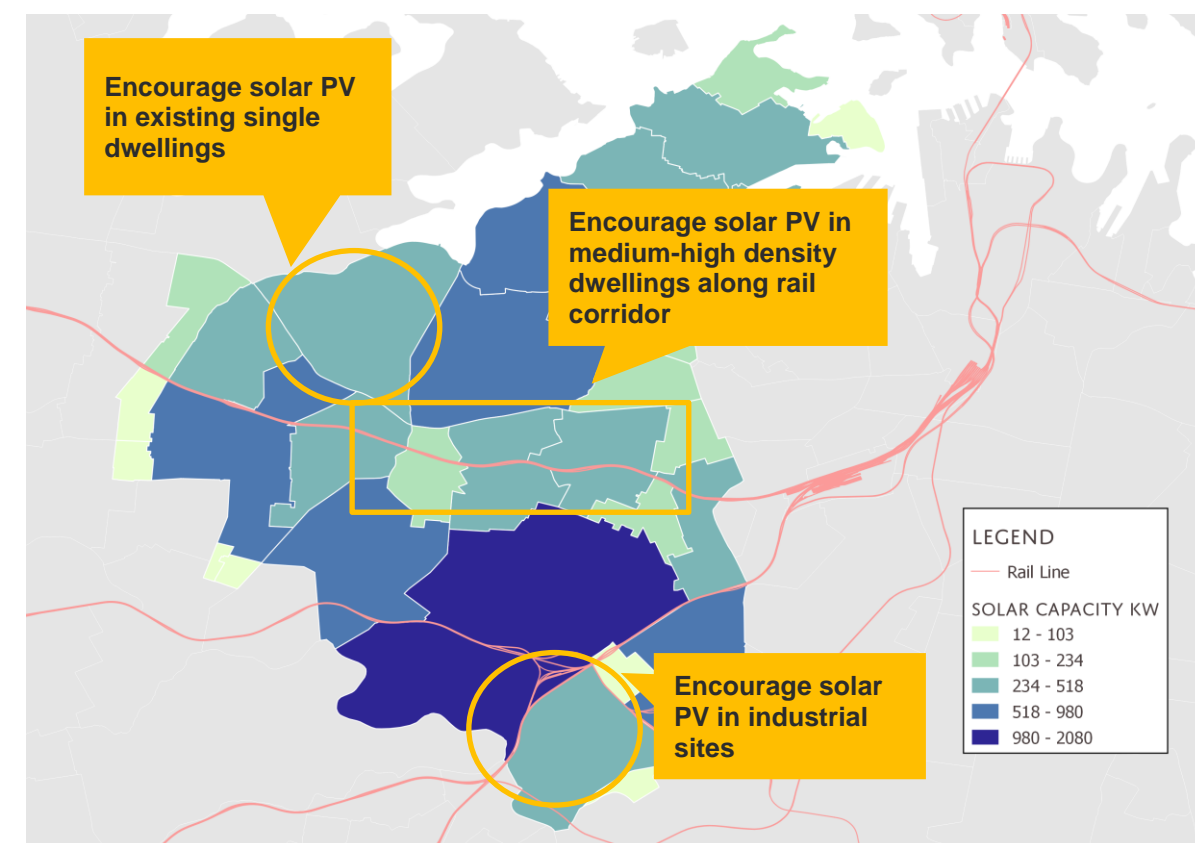 Encourage solar PV
in existing single
dwellings
Encourage solar PV in
medium-high density
dwellings along rail
corridor
Encourage solar
PV in industrial
sites
LEGEND
Rail Line
SOLAR CAPACITY KW
12 - 103
103 - 234
234 - 518
518 - 980
980 - 2080